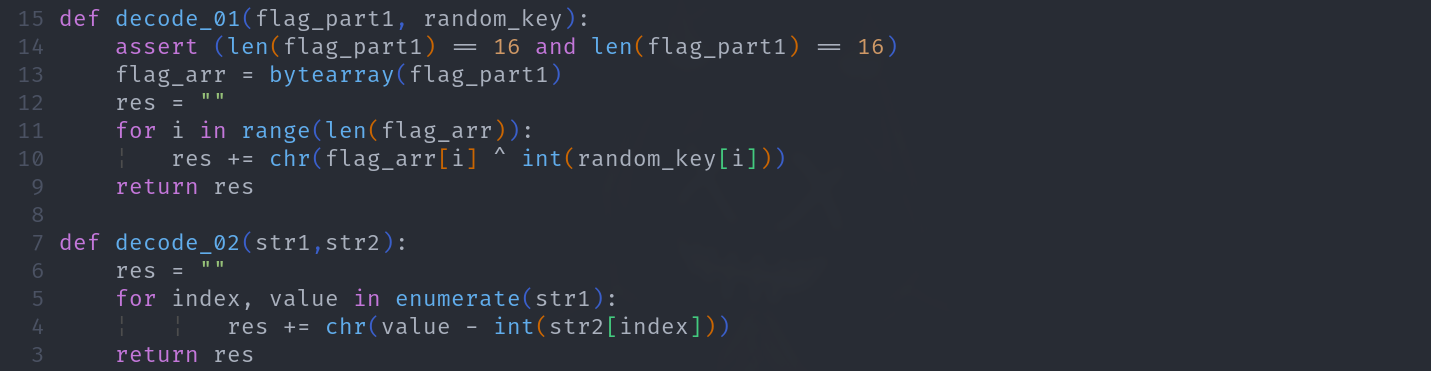 15 def decode_01(flag_part1, random_key):
14     assert (len(flag_part1) == 16 and len(flag_part1) == 16)
13     flag_arr = bytearray(flag_part1)
12     res = ""
11     for i in range(len(flag_arr)):
10         res += chr(flag_arr[i] ^ int(random_key[i]))
9     return res
8
7 def decode_02(str1,str2):
6     res = ""
5     for index, value in enumerate(str1):
4             res += chr(value - int(str2[index]))
3     return res